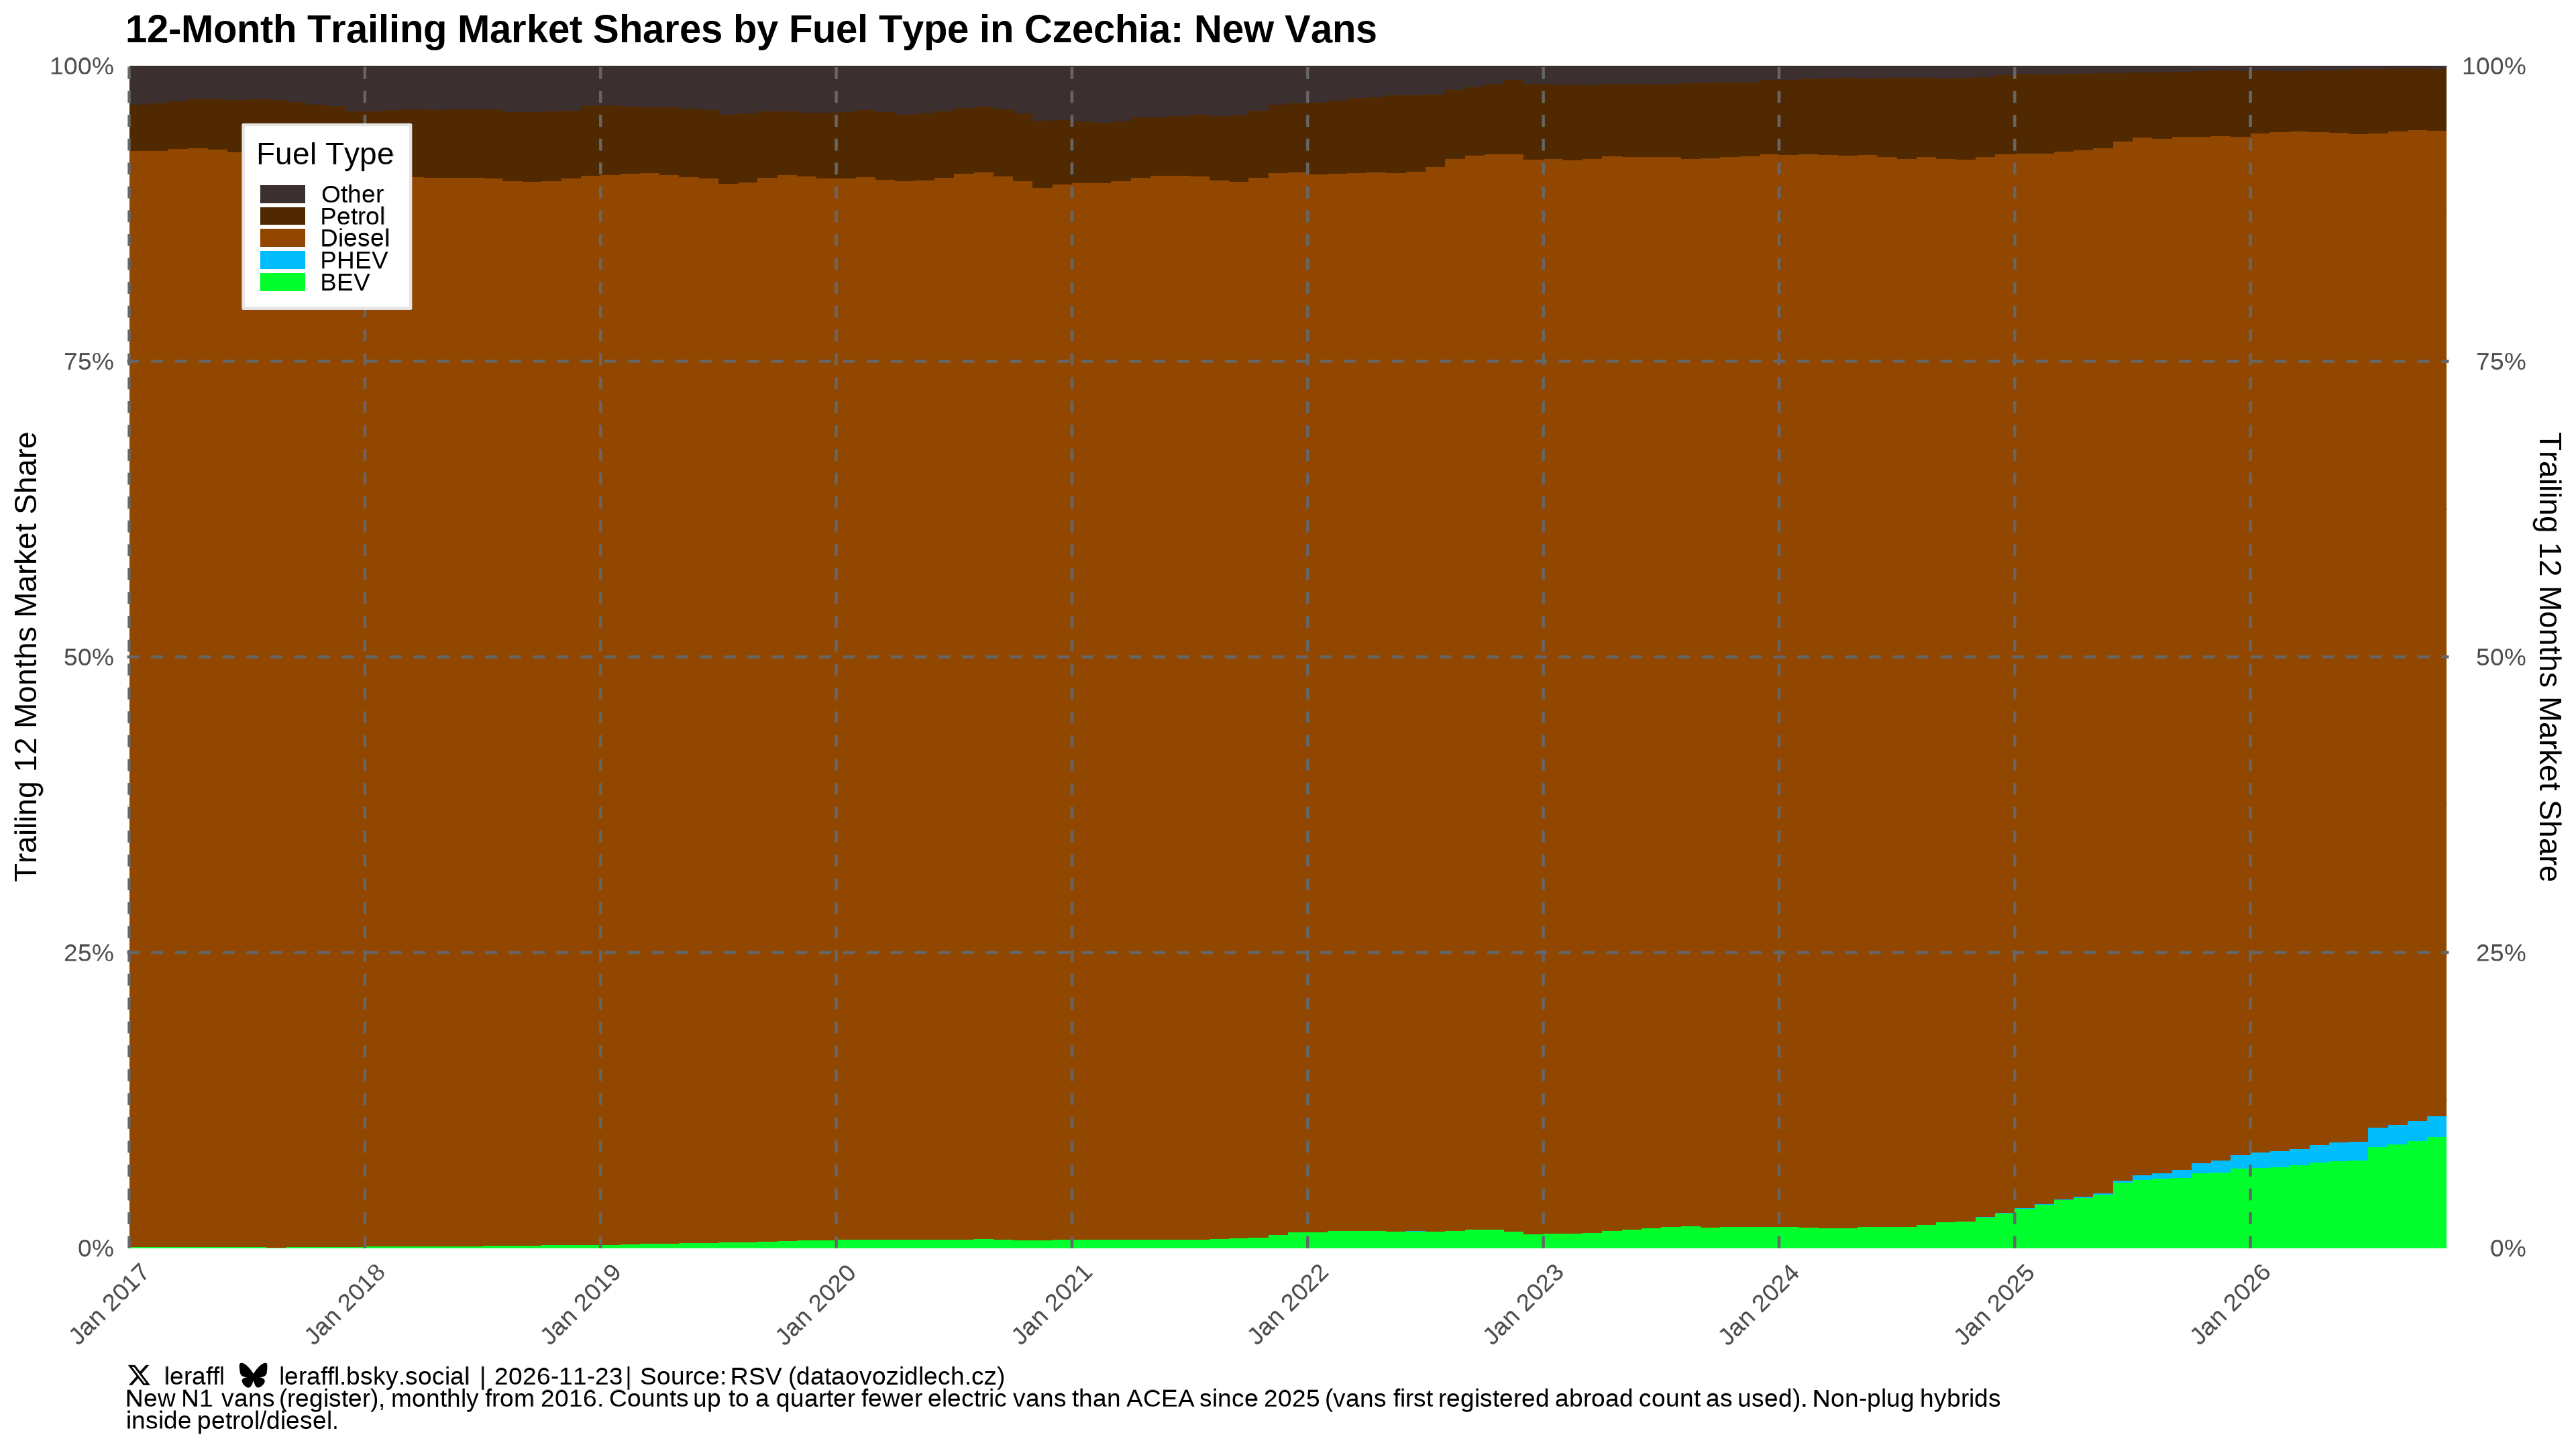 12-Month Trailing Market Shares by Fuel Type in Czechia: New Vans
100%
100%
Fuel Type
Other
Petrol
Diesel
PHEV
BEV
75%
75%
Trailing 12 Months Market Share
Trailing 12 Months Market Share
50%
50%
25%
25%
0%
0%
Jan 2017
Jan 2018
Jan 2019
Jan 2020
Jan 2021
Jan 2022
Jan 2023
Jan 2024
Jan 2025
Jan 2026
leraffl leraffl.bsky.social | 2026-11-23| Source: RSV (dataovozidlech.cz)
New N1 vans (register), monthly from 2016. Counts up to a quarter fewer electric vans than ACEA since 2025 (vans first registered abroad count as used). Non-plug hybrids
inside petrol/diesel.